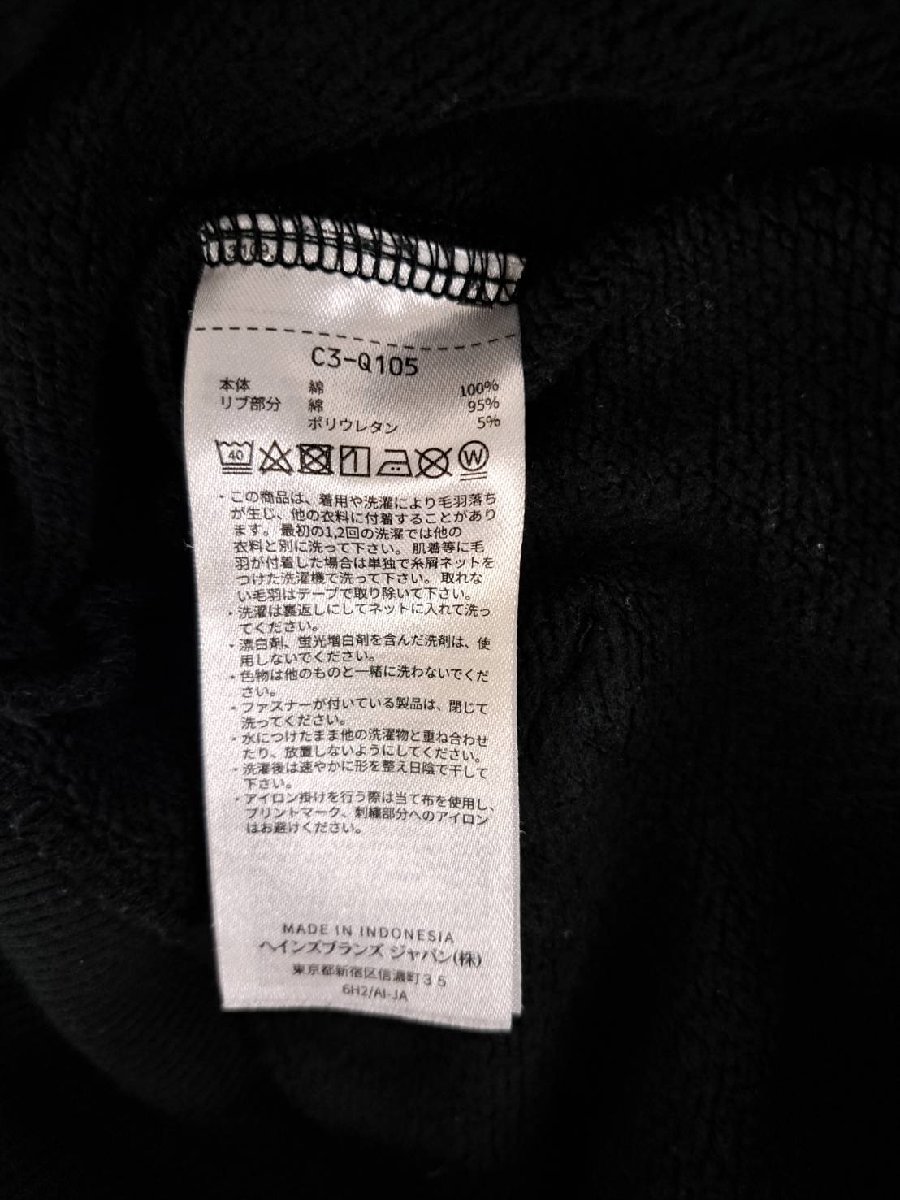 C3-Q105
本体 綿 100%
リブ部分 綿 95%
ポリウレタン 5%
40 W
・この商品は、着用や洗濯により毛羽落ち
が生じ、他の衣料に付着することがあり
ます。 最初の1,2回の洗濯では他の
衣料と別に洗って下さい。 肌着等に毛
羽が付着した場合は単独で糸屑ネットを
つけた洗濯機で洗って下さい。 取れな
い毛羽はテープで取り除いて下さい。
・洗濯は裏返しにしてネットに入れて洗っ
てください。
・漂白剤、蛍光増白剤を含んだ洗剤は、使
用しないでください。
・色物は他のものと一緒に洗わないでくだ
さい。
・ファスナーが付いている製品は、閉じて
洗ってください。
・水につけたまま他の洗濯物と重ね合わせ
たり、放置しないようにしてください。
・洗濯後は速やかに形を整え日陰で干して
下さい。
・アイロン掛けを行う際は当て布を使用し、
プリントマーク、刺繍部分へのアイロン
はお避けください。
MADE IN INDONESIA
ヘインズブランズ ジャパン(株)
東京都新宿区信濃町35
6H2/AI-JA